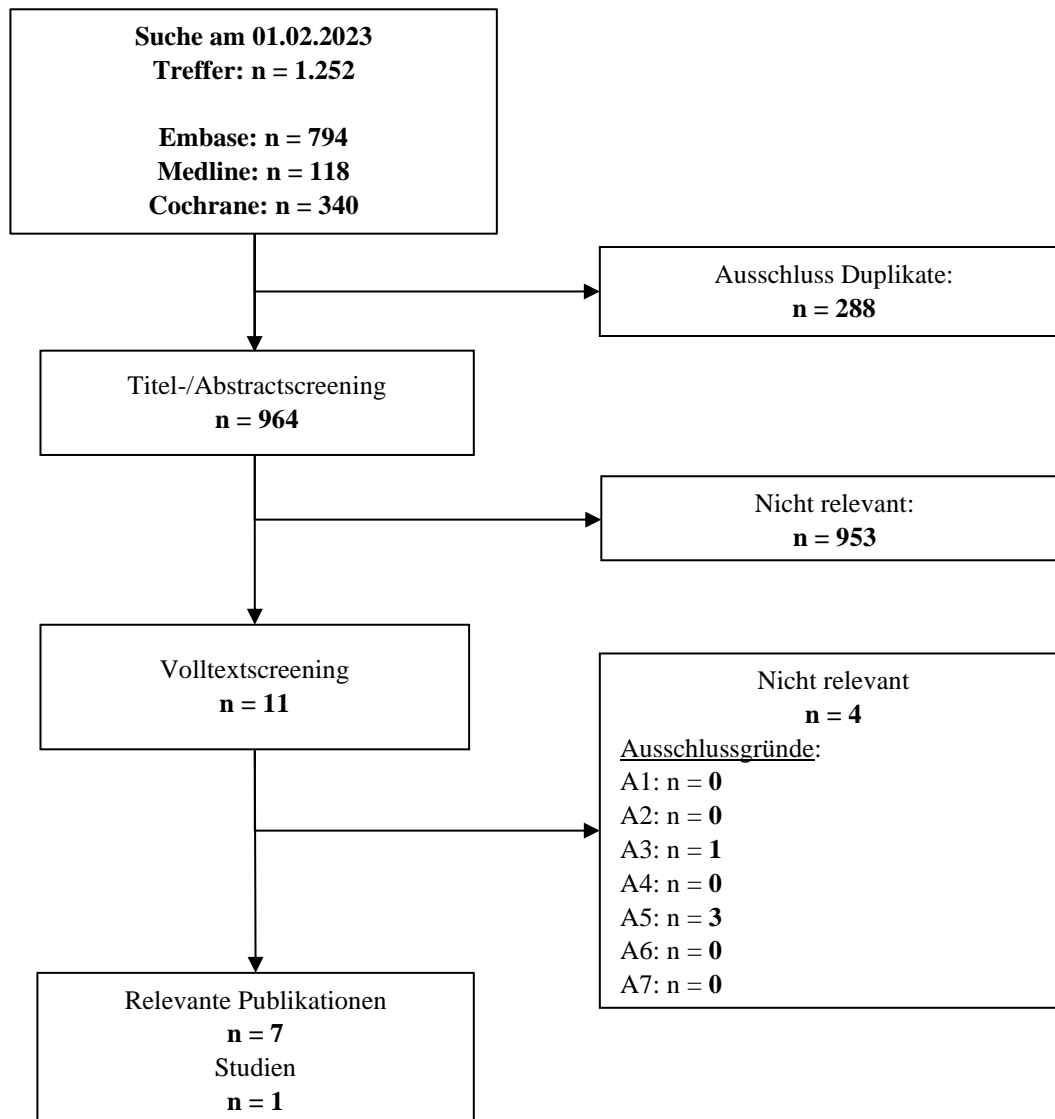 Suche am 01.02.2023
Treffer: n = 1.252
Embase: n = 794
Medline: n = 118
Cochrane: n = 340
Ausschluss Duplikate:
n = 288
Titel-/Abstractscreening
n = 964
Nicht relevant:
n = 953
Volltextscreening
n = 11
Nicht relevant
n = 4
Ausschlussgründe:
A1: n = 0
A2: n = 0
A3: n = 1
A4: n = 0
A5: n = 3
A6: n = 0
A7: n = 0
Relevante Publikationen
n = 7
Studien
n = 1